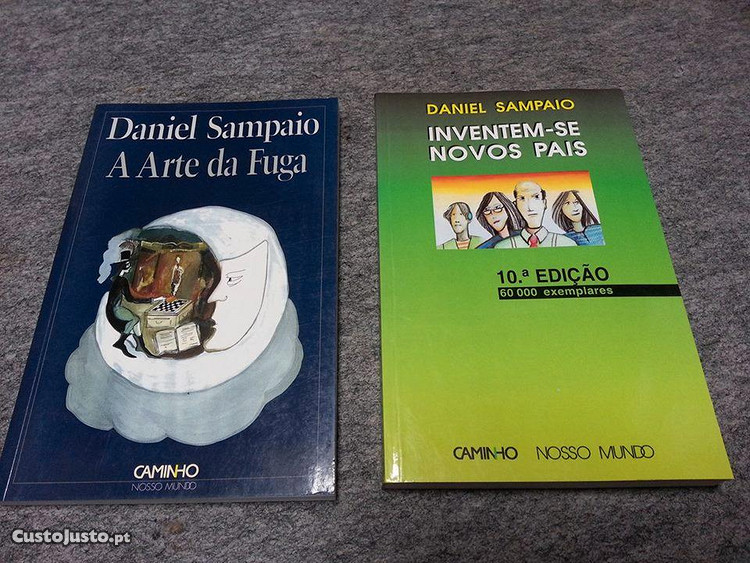 Daniel Sampaio
A Arte da Fuga
CAMINHO
NOSSO MUNDO
DANIEL SAMPAIO
INVENTEM-SE
NOVOS PAIS
10.ª EDIÇÃO
60 000 exemplares
CAMINHO NOSSO MUNDO
CustoJusto.pt